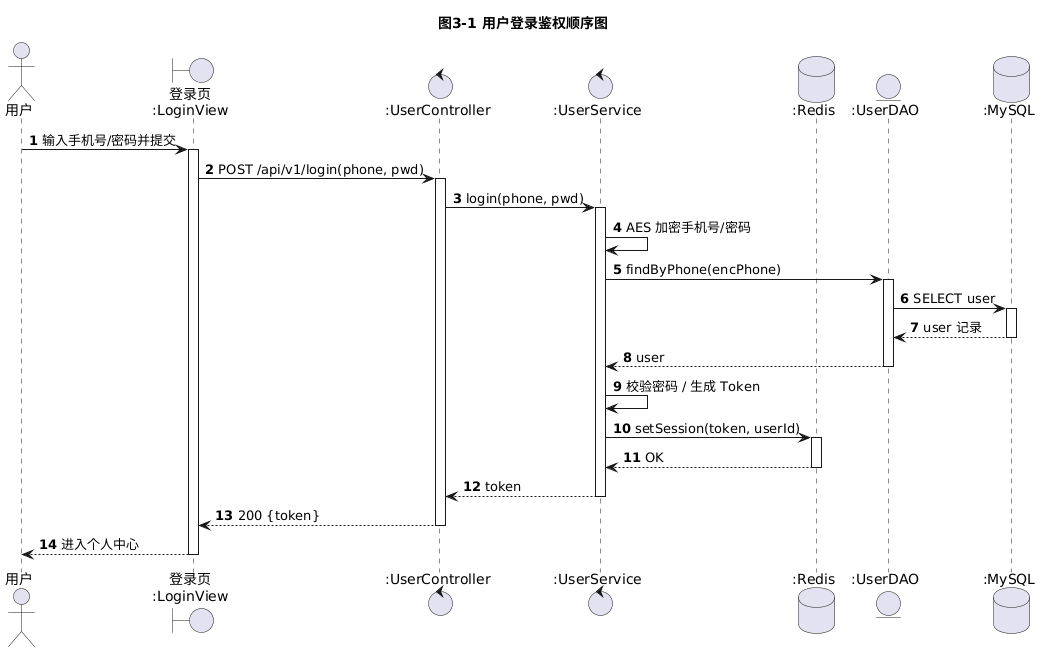 图3-1 用户登录鉴权顺序图
用户
登录页
:LoginView
:UserController
:UserService
:Redis
:UserDAO
:MySQL
1 输入手机号/密码并提交
2 POST /api/v1/login(phone, pwd)
3 login(phone, pwd)
4 AES 加密手机号/密码
5 findByPhone(encPhone)
6 SELECT user
7 user 记录
8 user
9 校验密码 / 生成 Token
10 setSession(token, userId)
11 OK
12 token
13 200 {token}
14 进入个人中心
用户
登录页
:LoginView
:UserController
:UserService
:Redis
:UserDAO
:MySQL